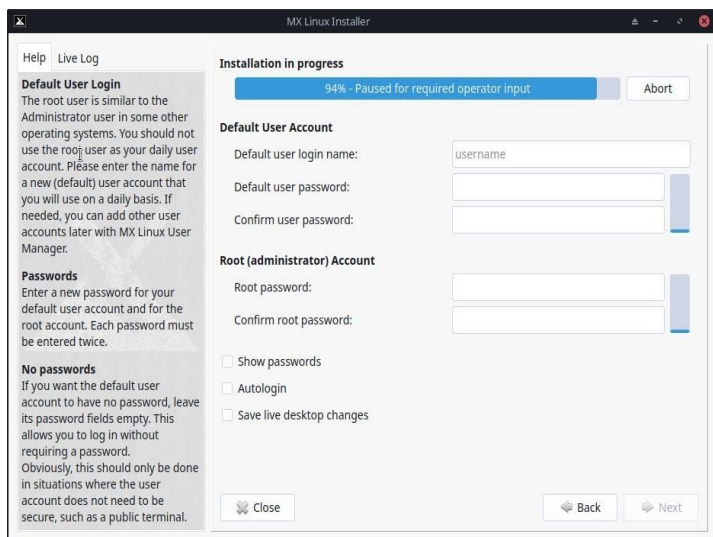 MX Linux Installer
Help Live Log
Default User Login
The root user is similar to the
Administrator user in some other
operating systems. You should not
use the root user as your daily user
account. Please enter the name for
a new (default) user account that
you will use on a daily basis. If
needed, you can add other user
accounts later with MX Linux User
Manager.
Passwords
Enter a new password for your
default user account and for the
root account. Each password must
be entered twice.
No passwords
If you want the default user
account to have no password, leave
its password fields empty. This
allows you to log in without
requiring a password.
Obviously, this should only be done
in situations where the user
account does not need to be
secure, such as a public terminal.
Installation in progress
94% - Paused for required operator input
Abort
Default User Account
Default user login name:
username
Default user password:
Confirm user password:
Root (administrator) Account
Root password:
Confirm root password:
Show passwords
Autologin
Save live desktop changes
Close
Back
Next